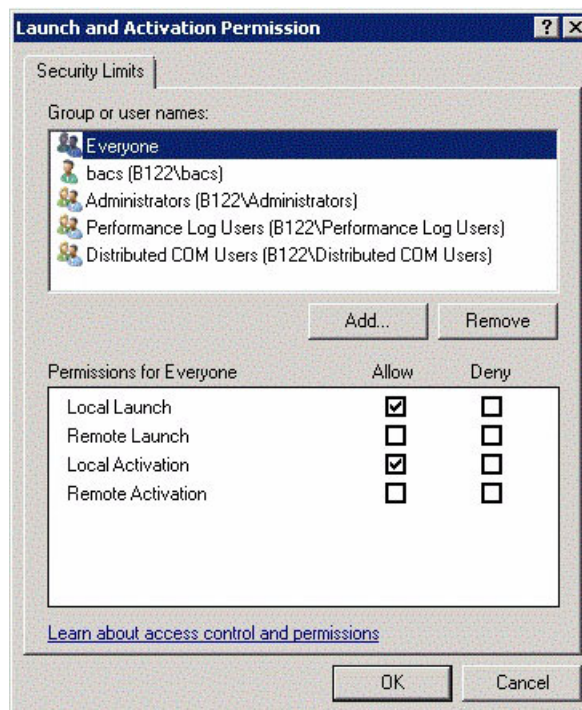 Launch and Activation Permission
Security Limits
Group or user names:
Everyone
bacs (B122\bacs)
Administrators (B122\Administrators)
Performance Log Users (B122\Performance Log Users)
Distributed COM Users (B122\Distributed COM Users)
Add... Remove
Permissions for Everyone Allow Deny
Local Launch
Remote Launch
Local Activation
Remote Activation
Learn about access control and permissions
OK Cancel